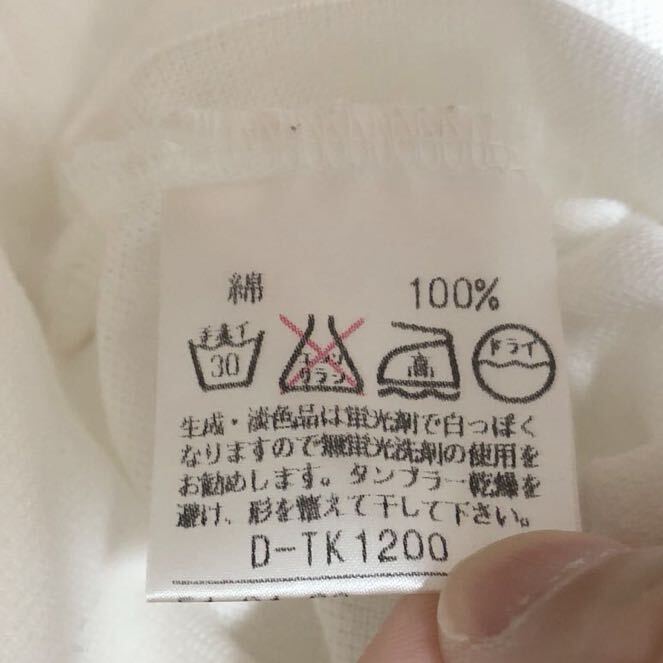 綿 100%
手洗イ 30 エンソ サラシ 高 ドライ
生成・淡色品は蛍光剤で白っぽく
なりますので無蛍光洗剤の使用を
お勧めします。タンブラー乾燥を
避け、形を整えて干して下さい。
D-TK1200